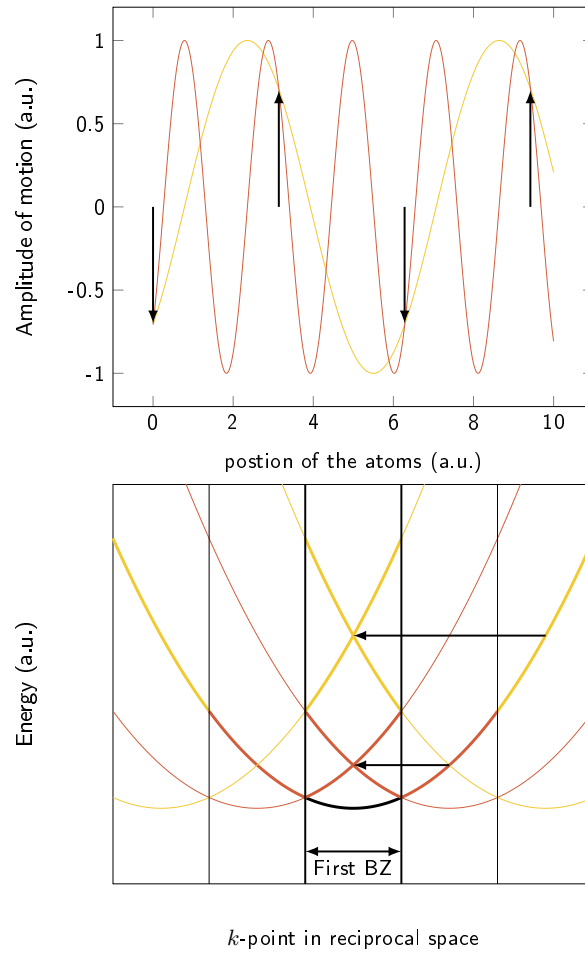 1
0.5
0
-0.5
-1
Amplitude of motion (a.u.)
0 2 4 6 8 10
postion of the atoms (a.u.)
Energy (a.u.)
First BZ
k-point in reciprocal space